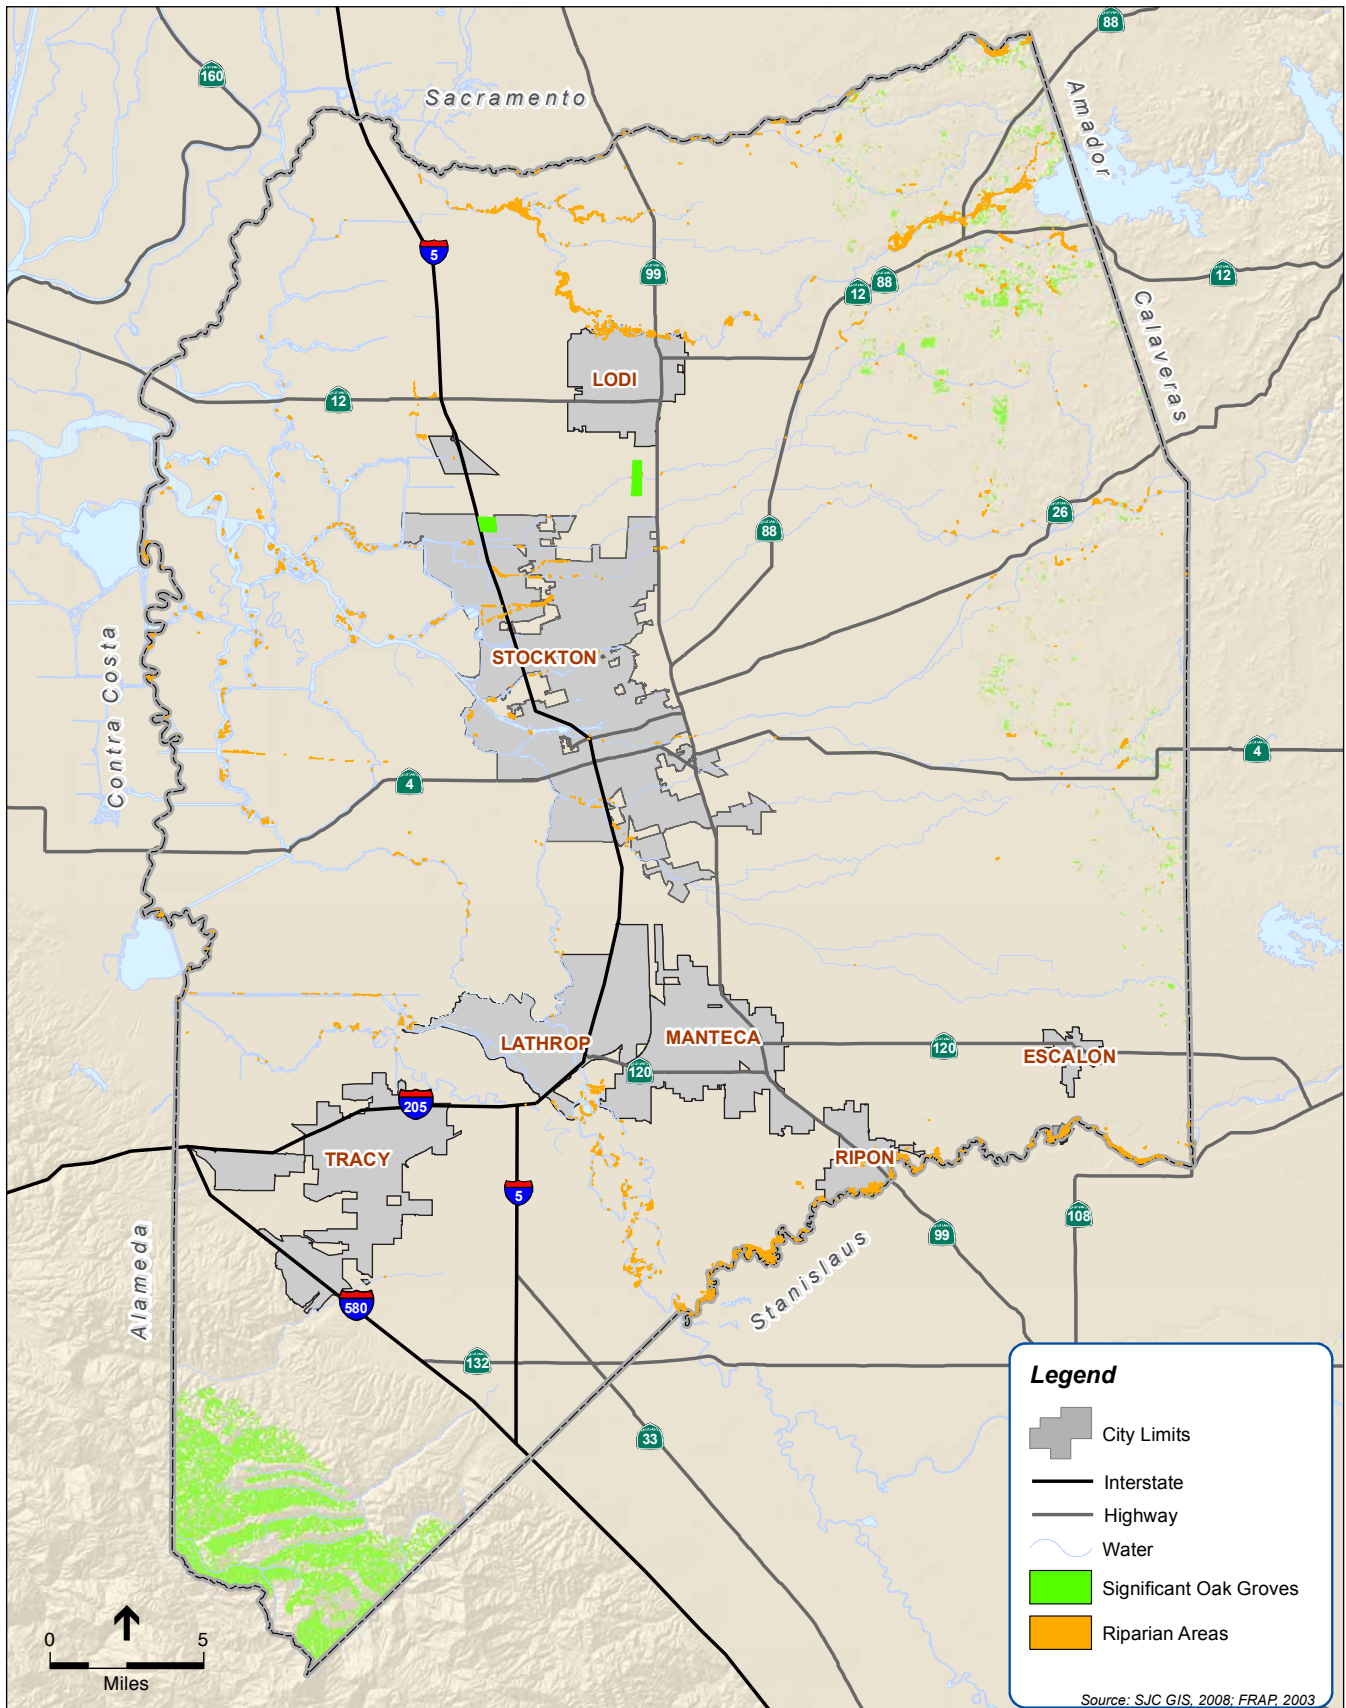 88
160
Sacramento
Amador
5
99
12
88
12
Calaveras
LODI
12
88
26
Contra Costa
STOCKTON
4
4
LATHROP
MANTECA
120
120
ESCALON
205
TRACY
RIPON
5
108
99
Alameda
Stanislaus
580
132
33
Legend
City Limits
Interstate
Highway
Water
Significant Oak Groves
Riparian Areas
0 5
Miles
Source: SJC GIS, 2008; FRAP, 2003